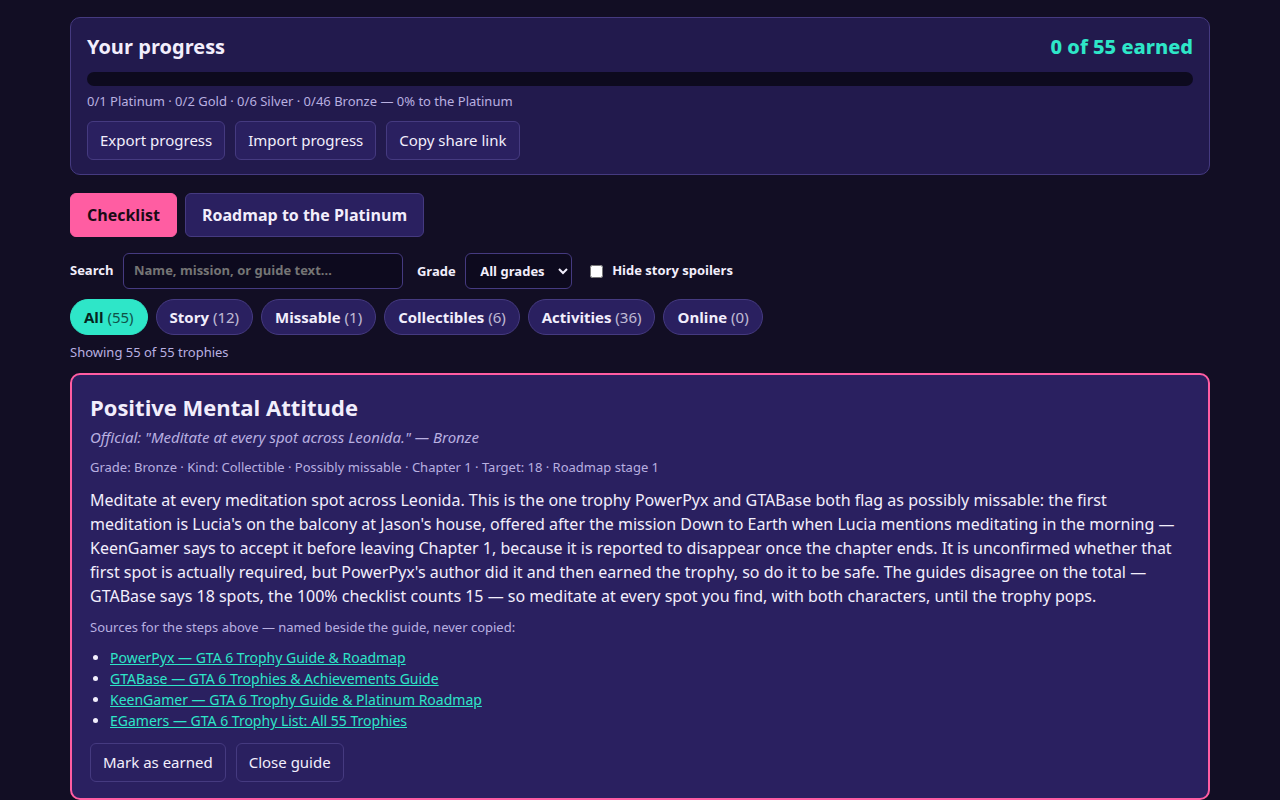 Your progress
0 of 55 earned
0/1 Platinum · 0/2 Gold · 0/6 Silver · 0/46 Bronze — 0% to the Platinum
Export progress
Import progress
Copy share link
Checklist
Roadmap to the Platinum
Search
Name, mission, or guide text...
Grade
All grades
Hide story spoilers
All (55)
Story (12)
Missable (1)
Collectibles (6)
Activities (36)
Online (0)
Showing 55 of 55 trophies
Positive Mental Attitude
Official: "Meditate at every spot across Leonida." — Bronze
Grade: Bronze · Kind: Collectible · Possibly missable · Chapter 1 · Target: 18 · Roadmap stage 1
Meditate at every meditation spot across Leonida. This is the one trophy PowerPyx and GTABase both flag as possibly missable: the first
meditation is Lucia's on the balcony at Jason's house, offered after the mission Down to Earth when Lucia mentions meditating in the morning —
KeenGamer says to accept it before leaving Chapter 1, because it is reported to disappear once the chapter ends. It is unconfirmed whether that
first spot is actually required, but PowerPyx's author did it and then earned the trophy, so do it to be safe. The guides disagree on the total —
GTABase says 18 spots, the 100% checklist counts 15 — so meditate at every spot you find, with both characters, until the trophy pops.
Sources for the steps above — named beside the guide, never copied:
PowerPyx — GTA 6 Trophy Guide & Roadmap
GTABase — GTA 6 Trophies & Achievements Guide
KeenGamer — GTA 6 Trophy Guide & Platinum Roadmap
EGamers — GTA 6 Trophy List: All 55 Trophies
Mark as earned
Close guide